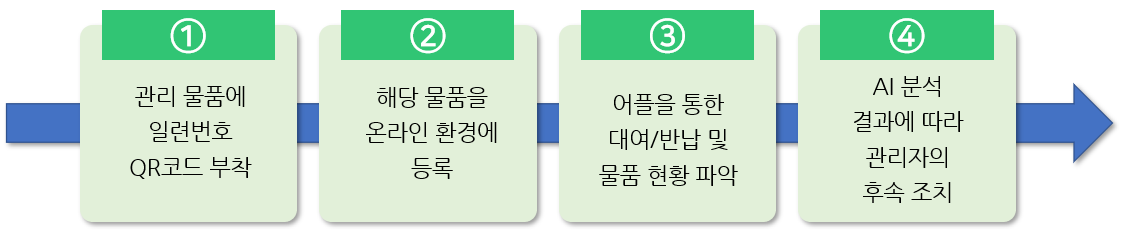 ①
관리 물품에
일련번호
QR코드 부착
②
해당 물품을
온라인 환경에
등록
③
어플을 통한
대여/반납 및
물품 현황 파악
④
AI 분석
결과에 따라
관리자의
후속 조치